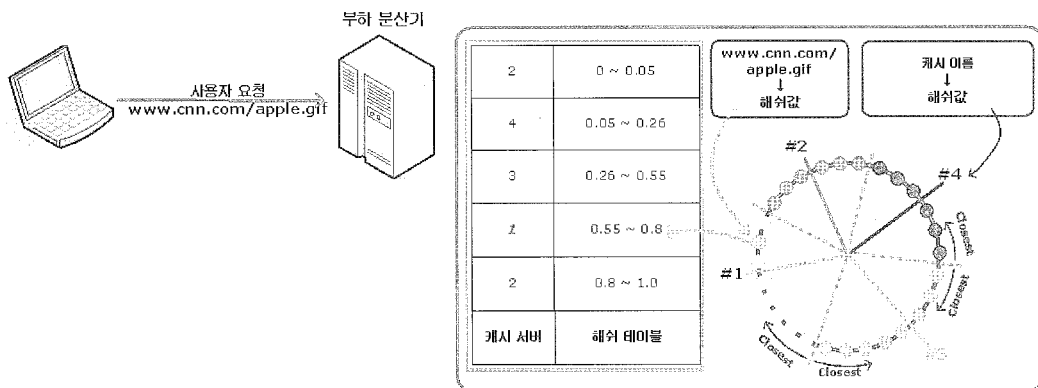 부하 분산기
사용자 요청
www.cnn.com/apple.gif
2 0 ~ 0.05
4 0.05 ~ 0.26
3 0.26 ~ 0.55
1 0.55 ~ 0.8
2 0.8 ~ 1.0
캐시 서버 해쉬 테이블
www.cnn.com/
apple.gif
↓
해쉬값
캐시 이름
↓
해쉬값
#2
#4
Closest
#1
Closest
#3
Closest
Closest